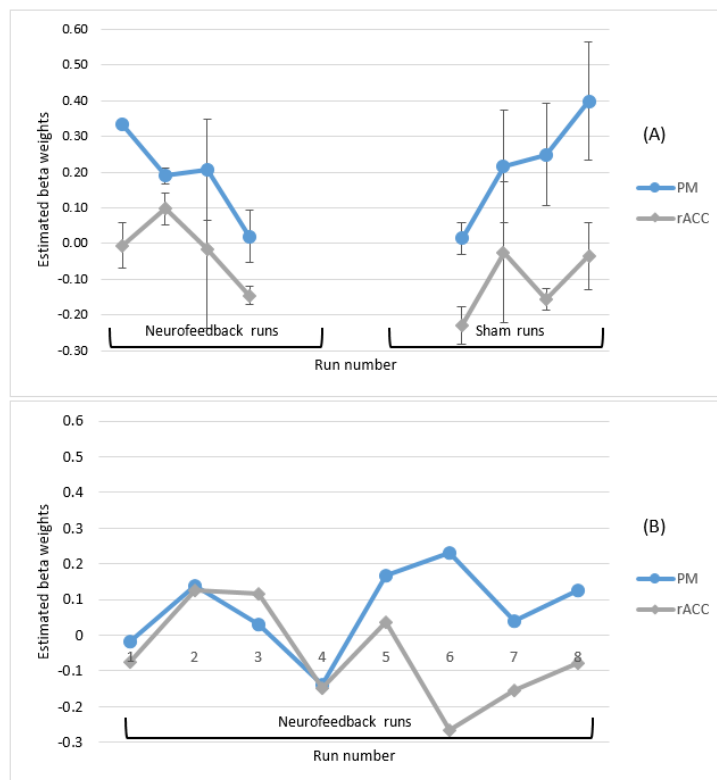 0.60
0.50
0.40
0.30
0.20
0.10
0.00
-0.10
-0.20
-0.30
Estimated beta weights
Neurofeedback runs
Sham runs
Run number
(A)
PM
rACC
0.6
0.5
0.4
0.3
0.2
0.1
0
-0.1
-0.2
-0.3
Estimated beta weights
1 2 3 4 5 6 7 8
Neurofeedback runs
Run number
(B)
PM
rACC